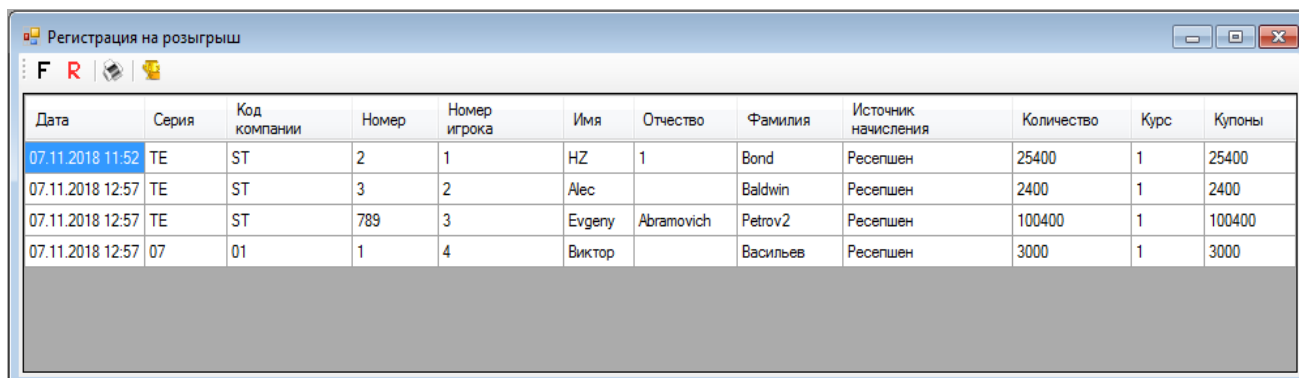 Регистрация на розыгрыш
F R
Дата Серия Код компании Номер Номер игрока Имя Отчество Фамилия Источник начисления Количество Курс Купоны
07.11.2018 11:52 TE ST 2 1 HZ 1 Bond Ресепшен 25400 1 25400
07.11.2018 12:57 TE ST 3 2 Alec Baldwin Ресепшен 2400 1 2400
07.11.2018 12:57 TE ST 789 3 Evgeny Abramovich Petrov2 Ресепшен 100400 1 100400
07.11.2018 12:57 07 01 1 4 Виктор Васильев Ресепшен 3000 1 3000